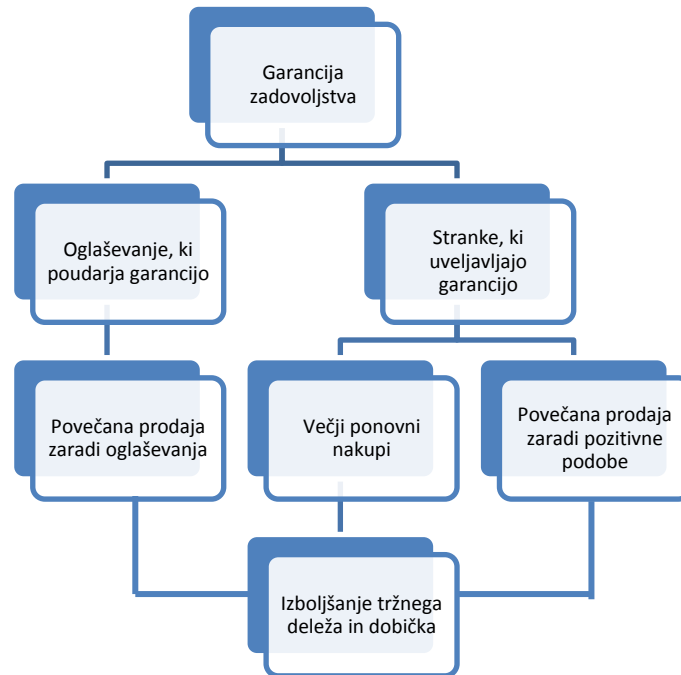 Garancija
zadovoljstva
Oglaševanje, ki
poudarja garancijo
Stranke, ki
uveljavljajo
garancijo
Povečana prodaja
zaradi oglaševanja
Večji ponovni
nakupi
Povečana prodaja
zaradi pozitivne
podobe
Izboljšanje tržnega
deleža in dobička